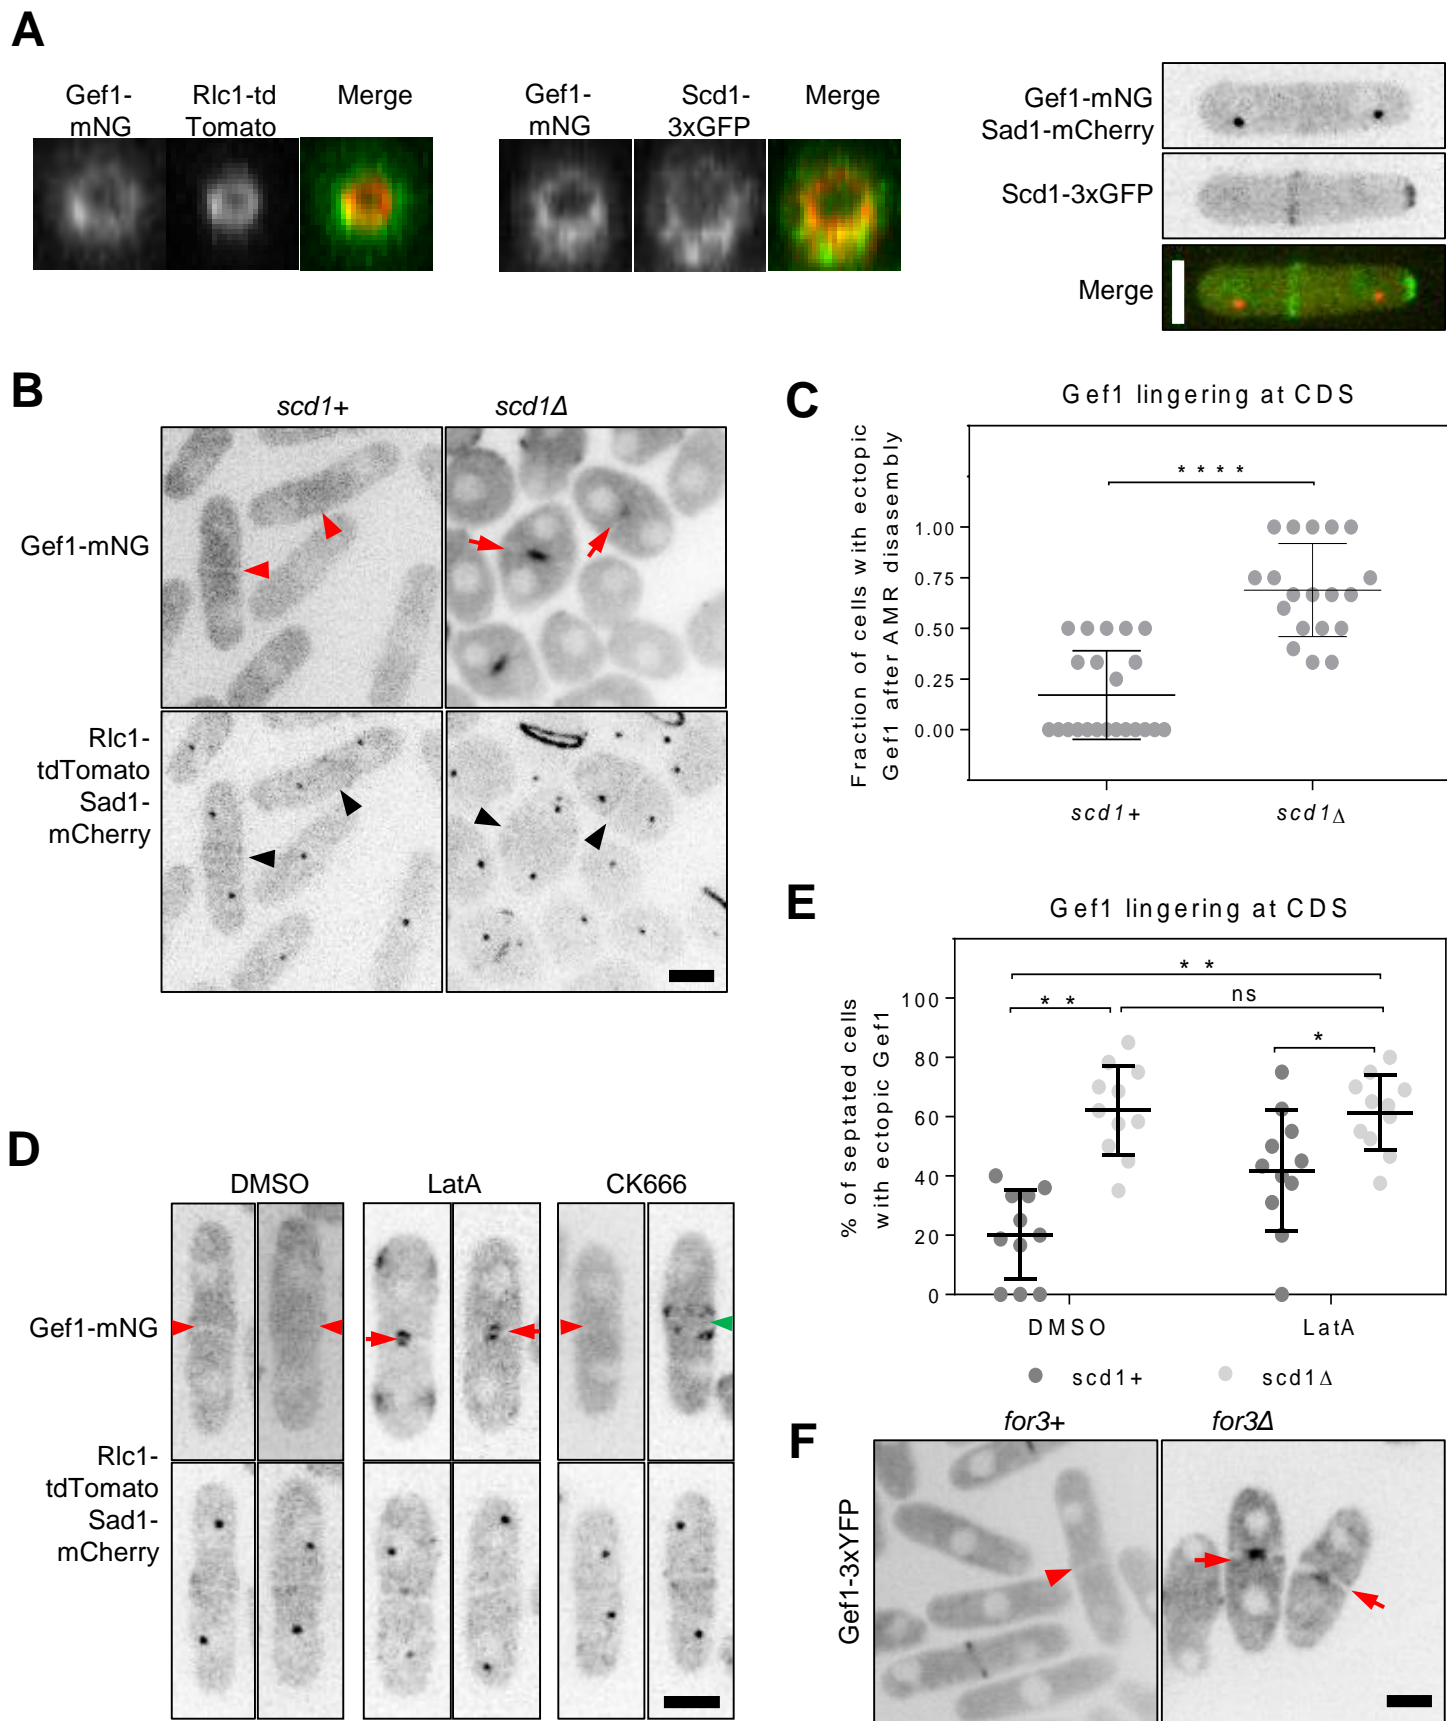 A
Gef1-
mNG
Rlc1-td
Tomato
Merge
Gef1-
mNG
Scd1-
3xGFP
Merge
Gef1-mNG
Sad1-mCherry
Scd1-3xGFP
Merge
B
scd1+
scd1Δ
Gef1-mNG
Rlc1-
tdTomato
Sad1-
mCherry
C
Gef1 lingering at CDS
Fraction of cells with ectopic
Gef1 after AMR disasembly
* * * *
1.00
0.75
0.50
0.25
0.00
scd1+
scd1Δ
D
DMSO
LatA
CK666
Gef1-mNG
Rlc1-
tdTomato
Sad1-
mCherry
E
Gef1 lingering at CDS
% of septated cells
with ectopic Gef1
* *
ns
* *
*
100
80
60
40
20
0
DMSO
LatA
scd1+
scd1Δ
F
for3+
for3Δ
Gef1-3xYFP